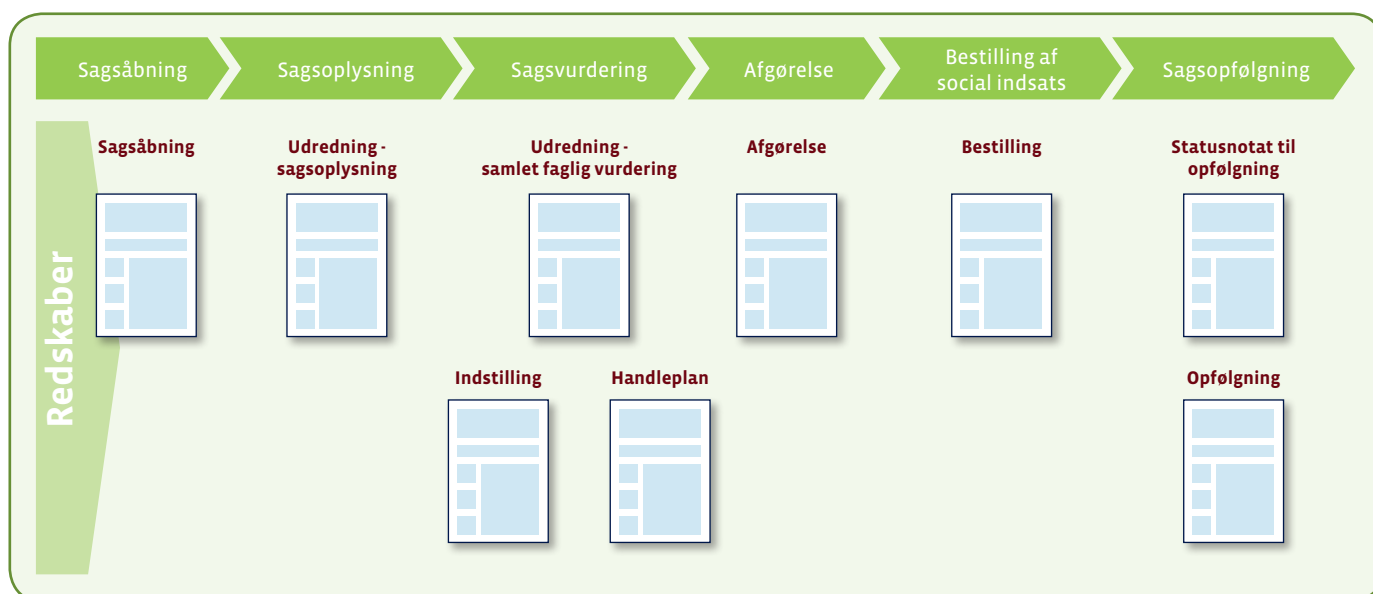 Sagsåbning
Sagsoplysning
Sagsvurdering
Afgørelse
Bestilling af
social indsats
Sagsopfølgning
Redskaber
Sagsåbning
Udredning -
sagsoplysning
Udredning -
samlet faglig vurdering
Afgørelse
Bestilling
Statusnotat til
opfølgning
Indstilling
Handleplan
Opfølgning